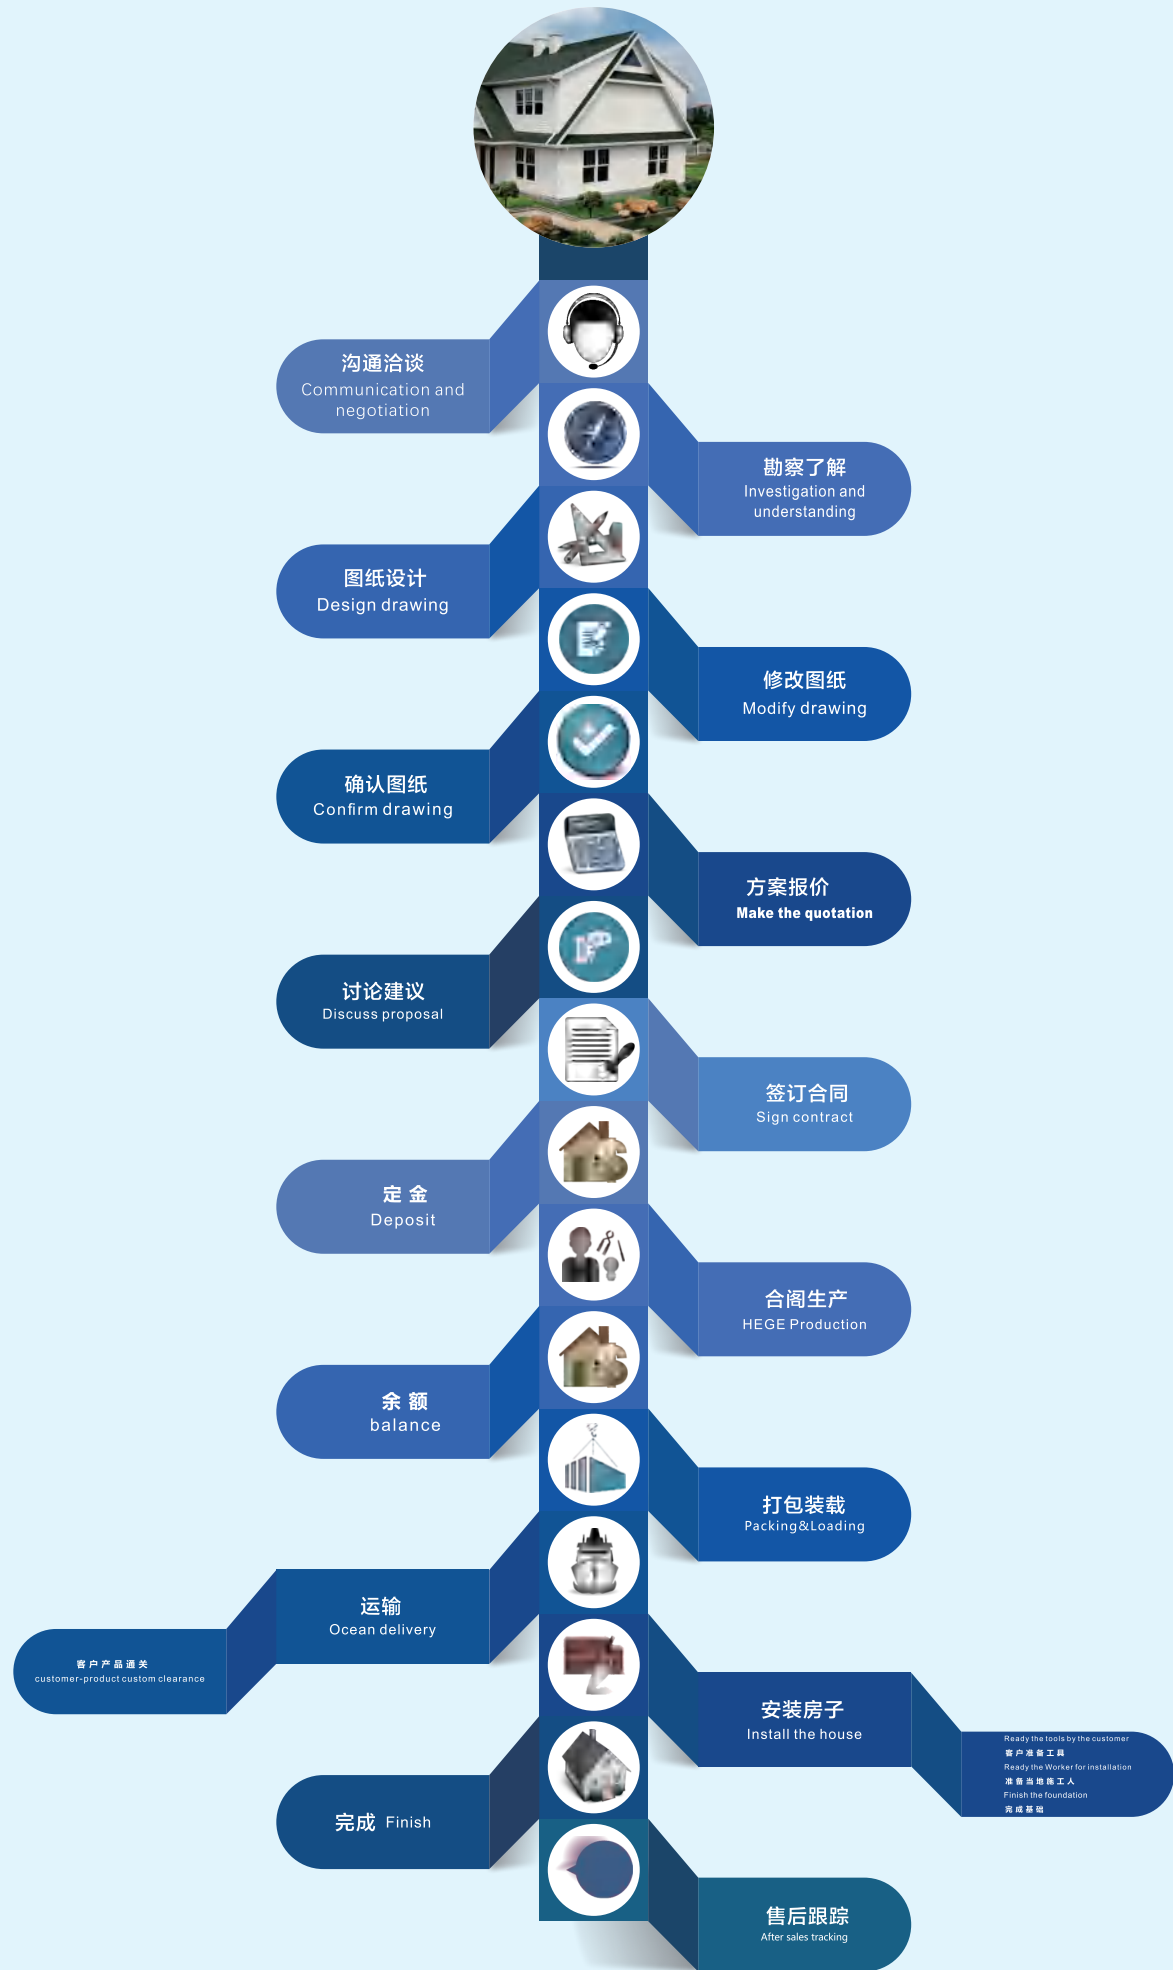 沟通洽谈
Communication and
negotiation
勘察了解
Investigation and
understanding
图纸设计
Design drawing
修改图纸
Modify drawing
确认图纸
Confirm drawing
方案报价
Make the quotation
讨论建议
Discuss proposal
签订合同
Sign contract
定 金
Deposit
合阁生产
HEGE Production
余 额
balance
打包装载
Packing&Loading
运输
Ocean delivery
客户产品通关
customer-product custom clearance
安装房子
Install the house
Ready the tools by the customer
客户准备工具
Ready the Worker for installation
准备当地施工人
Finish the foundation
完成基础
完成 Finish
售后跟踪
After sales tracking